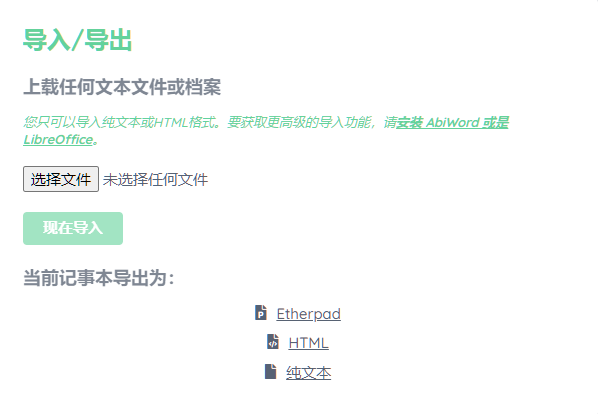 导入/导出
上载任何文本文件或档案
您只可以导入纯文本或HTML格式。要获取更高级的导入功能，请安装 AbiWord 或是
LibreOffice。
选择文件 未选择任何文件
现在导入
当前记事本导出为：
Etherpad
HTML
纯文本